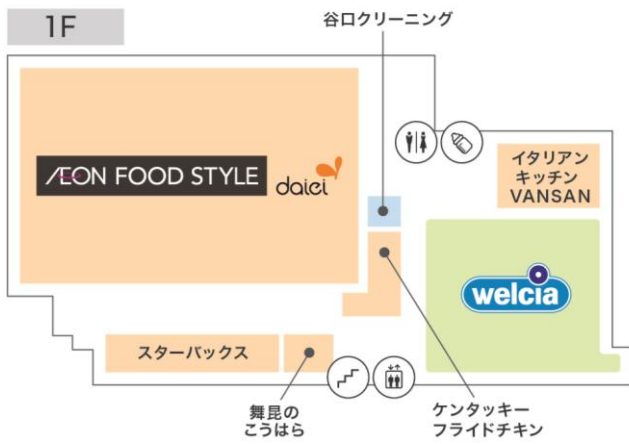 1F
谷口クリーニング
ÆON FOOD STYLE
daiei
イタリアン
キッチン
VANSAN
welcia
スターバックス
舞昆の
こうはら
ケンタッキー
フライドチキン